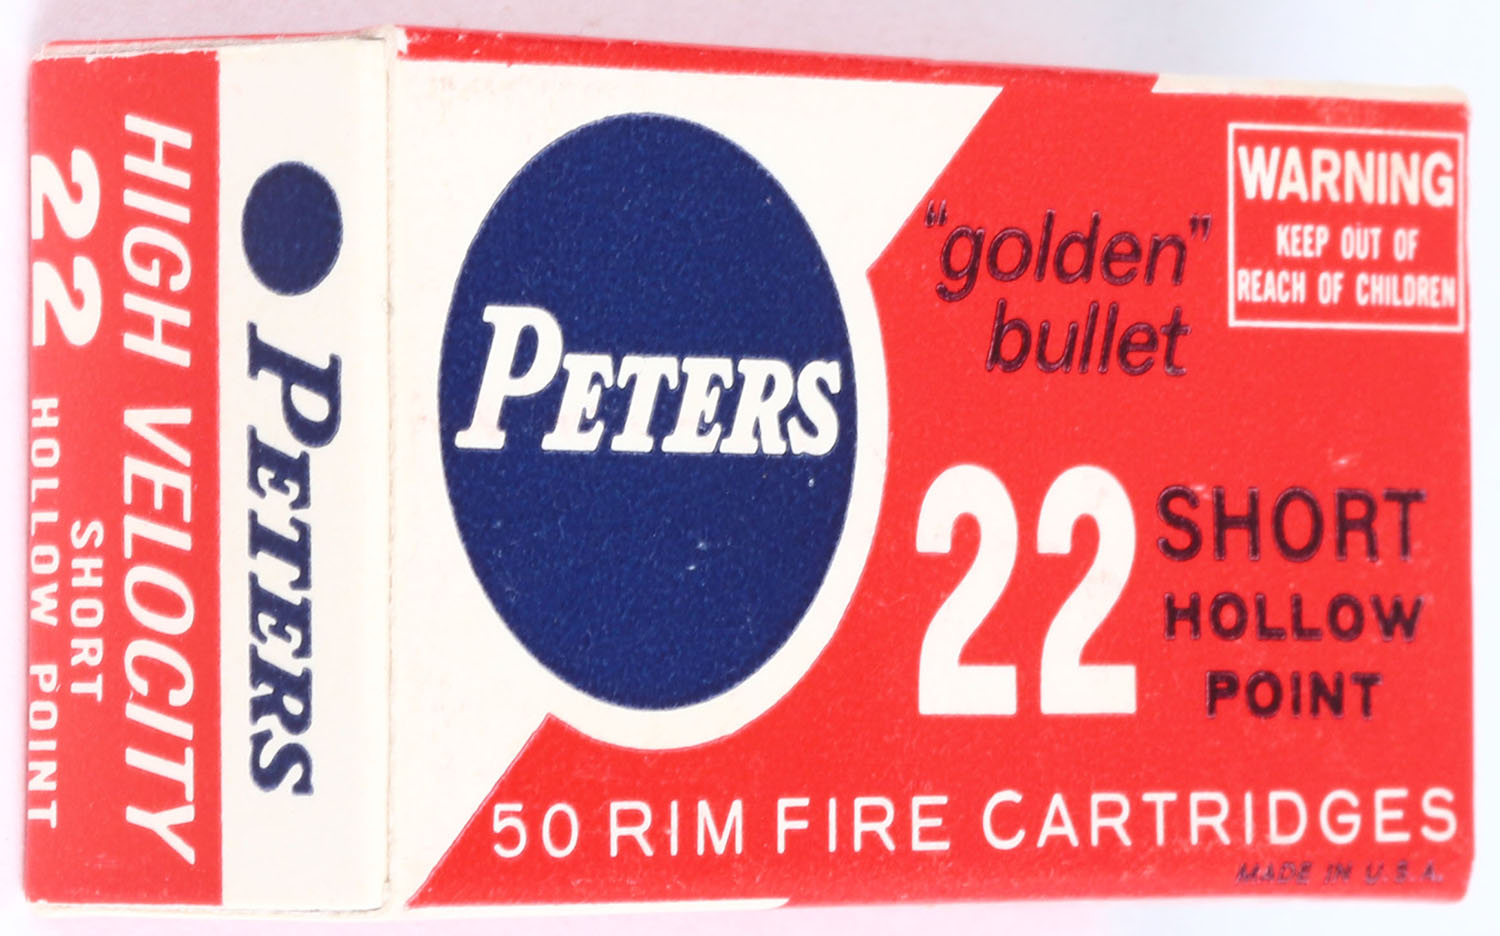 PETERS
"golden"
bullet
WARNING
KEEP OUT OF
REACH OF CHILDREN
22 SHORT
HOLLOW
POINT
50 RIM FIRE CARTRIDGES
MADE IN U.S.A.
PETERS
HIGH VELOCITY
22 SHORT
HOLLOW POINT